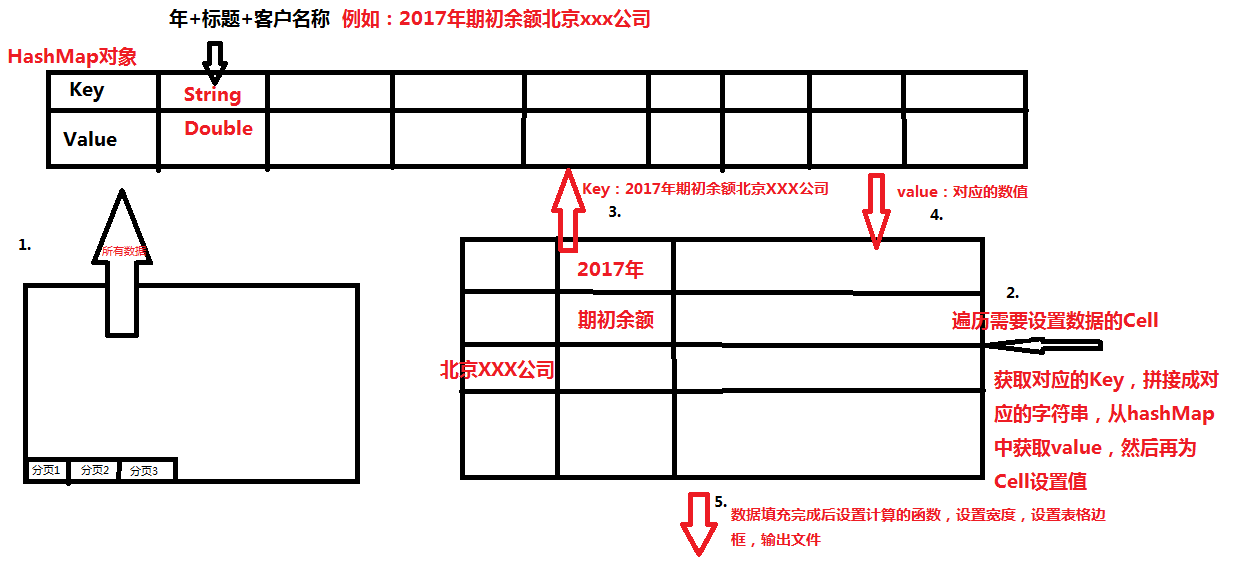 年+标题+客户名称 例如：2017年期初余额北京xxx公司
HashMap对象
Key
String
Value
Double
Key：2017年期初余额北京XXX公司
3.
value：对应的数值
4.
1.
所有数据
分页1
分页2
分页3
2017年
期初余额
北京XXX公司
2.
遍历需要设置数据的Cell
获取对应的Key，拼接成对
应的字符串，从hashMap
中获取value，然后再为
Cell设置值
5.
数据填充完成后设置计算的函数，设置宽度，设置表格边
框，输出文件